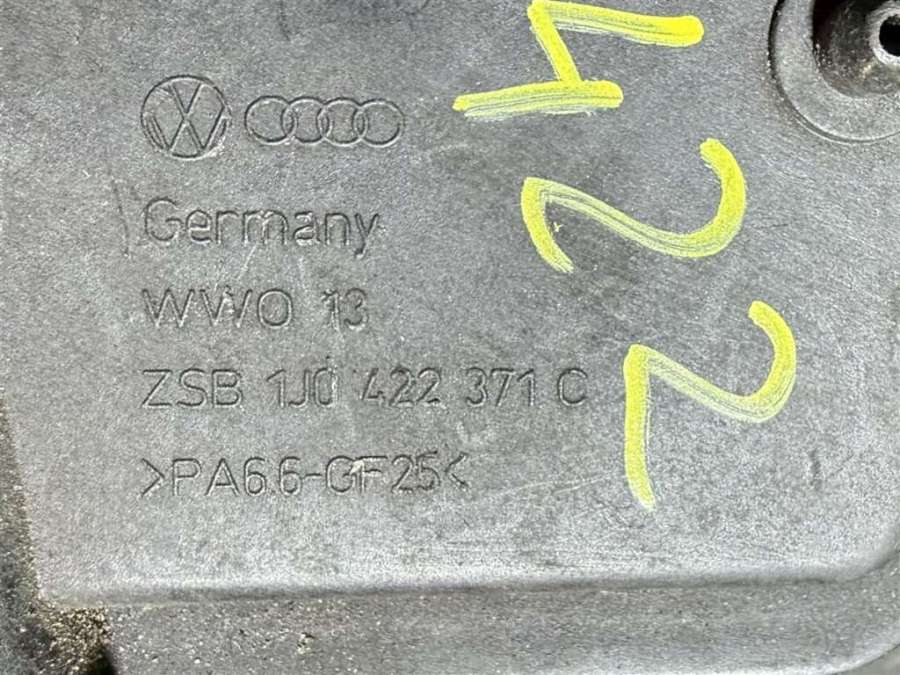 422
Germany
WWO 13
ZSB 1J0 422 371 C
>PA6.6-GF25<